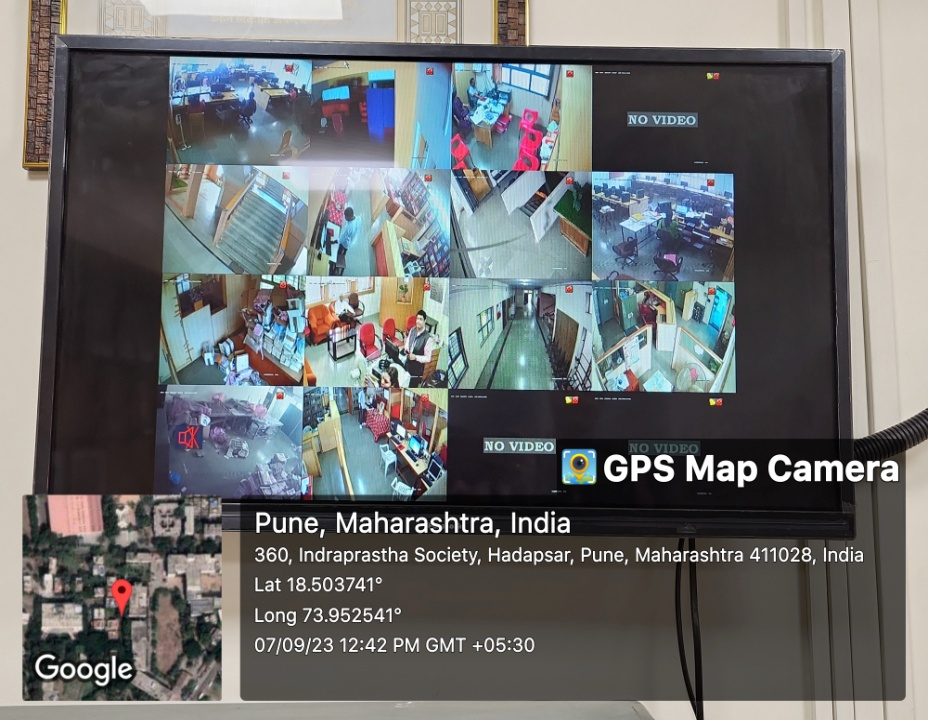 NO VIDEO
NO VIDEO
NO VIDEO
GPS Map Camera
Pune, Maharashtra, India
360, Indraprastha Society, Hadapsar, Pune, Maharashtra 411028, India
Lat 18.503741°
Long 73.952541°
07/09/23 12:42 PM GMT +05:30
Google